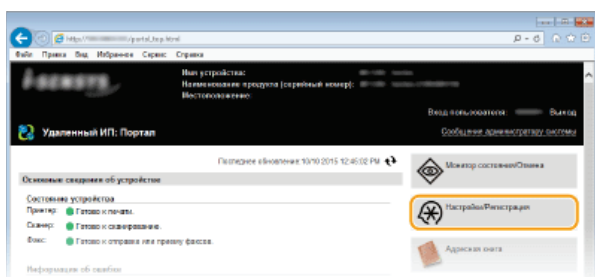 http:// /portal_top.html
Файл Правка Вид Избранное Сервис Справка
Имя устройства:
Наименование продукта (серийный номер):
Местоположение:
Вход пользователя: Выход
Удаленный ИП: Портал
Сообщение администратору системы
Последнее обновление 10/10 2015 12:45:02 PM
Основные сведения об устройстве
Состояние устройства
Принтер: Готово к печати.
Сканер: Готово к сканированию.
Факс: Готово к отправке или приему факсов.
Информация об ошибке
Монитор состояния/Отмена
Настройки/Регистрация
Адресная книга